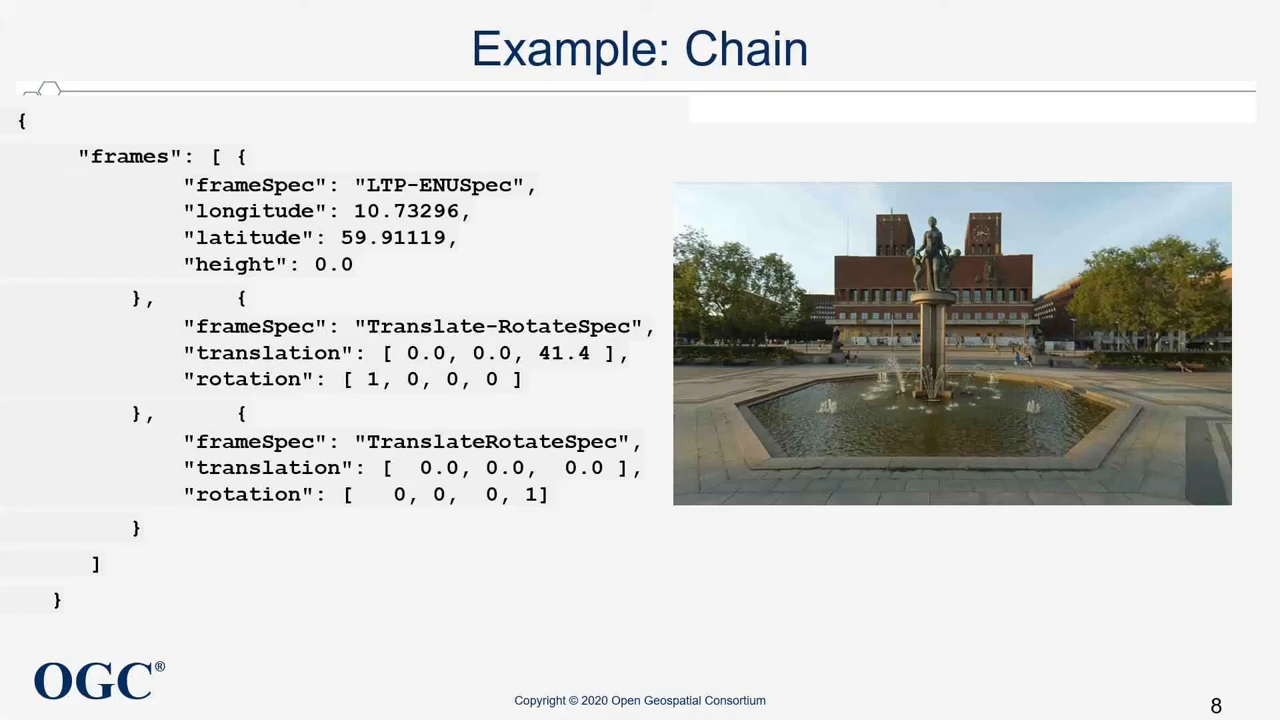 Example: Chain
{
"frames": [ {
"frameSpec": "LTP-ENUSpec",
"longitude": 10.73296,
"latitude": 59.91119,
"height": 0.0
}, {
"frameSpec": "Translate-RotateSpec",
"translation": [ 0.0, 0.0, 41.4 ],
"rotation": [ 1, 0, 0, 0 ]
}, {
"frameSpec": "TranslateRotateSpec",
"translation": [ 0.0, 0.0, 0.0 ],
"rotation": [ 0, 0, 0, 1]
}
]
}
OGC®
Copyright © 2020 Open Geospatial Consortium
8